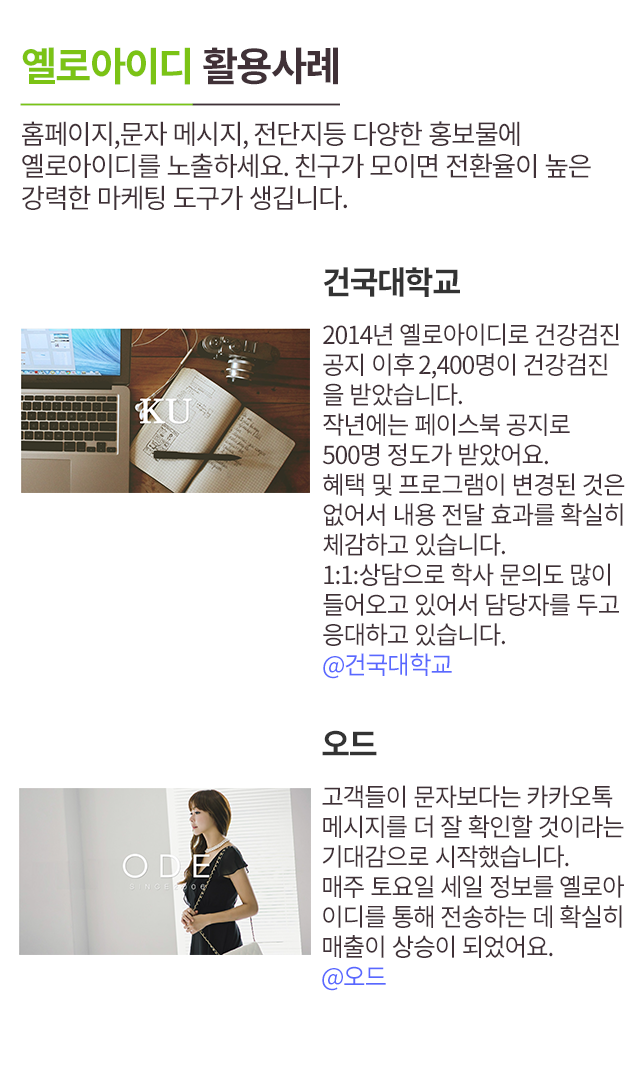 옐로아이디 활용사례
홈페이지,문자 메시지, 전단지등 다양한 홍보물에
옐로아이디를 노출하세요. 친구가 모이면 전환율이 높은
강력한 마케팅 도구가 생깁니다.
건국대학교
KU
2014년 옐로아이디로 건강검진
공지 이후 2,400명이 건강검진
을 받았습니다.
작년에는 페이스북 공지로
500명 정도가 받았어요.
혜택 및 프로그램이 변경된 것은
없어서 내용 전달 효과를 확실히
체감하고 있습니다.
1:1:상담으로 학사 문의도 많이
들어오고 있어서 담당자를 두고
응대하고 있습니다.
@건국대학교
오드
ODE
고객들이 문자보다는 카카오톡
메시지를 더 잘 확인할 것이라는
기대감으로 시작했습니다.
매주 토요일 세일 정보를 옐로아
이디를 통해 전송하는 데 확실히
매출이 상승이 되었어요.
@오드